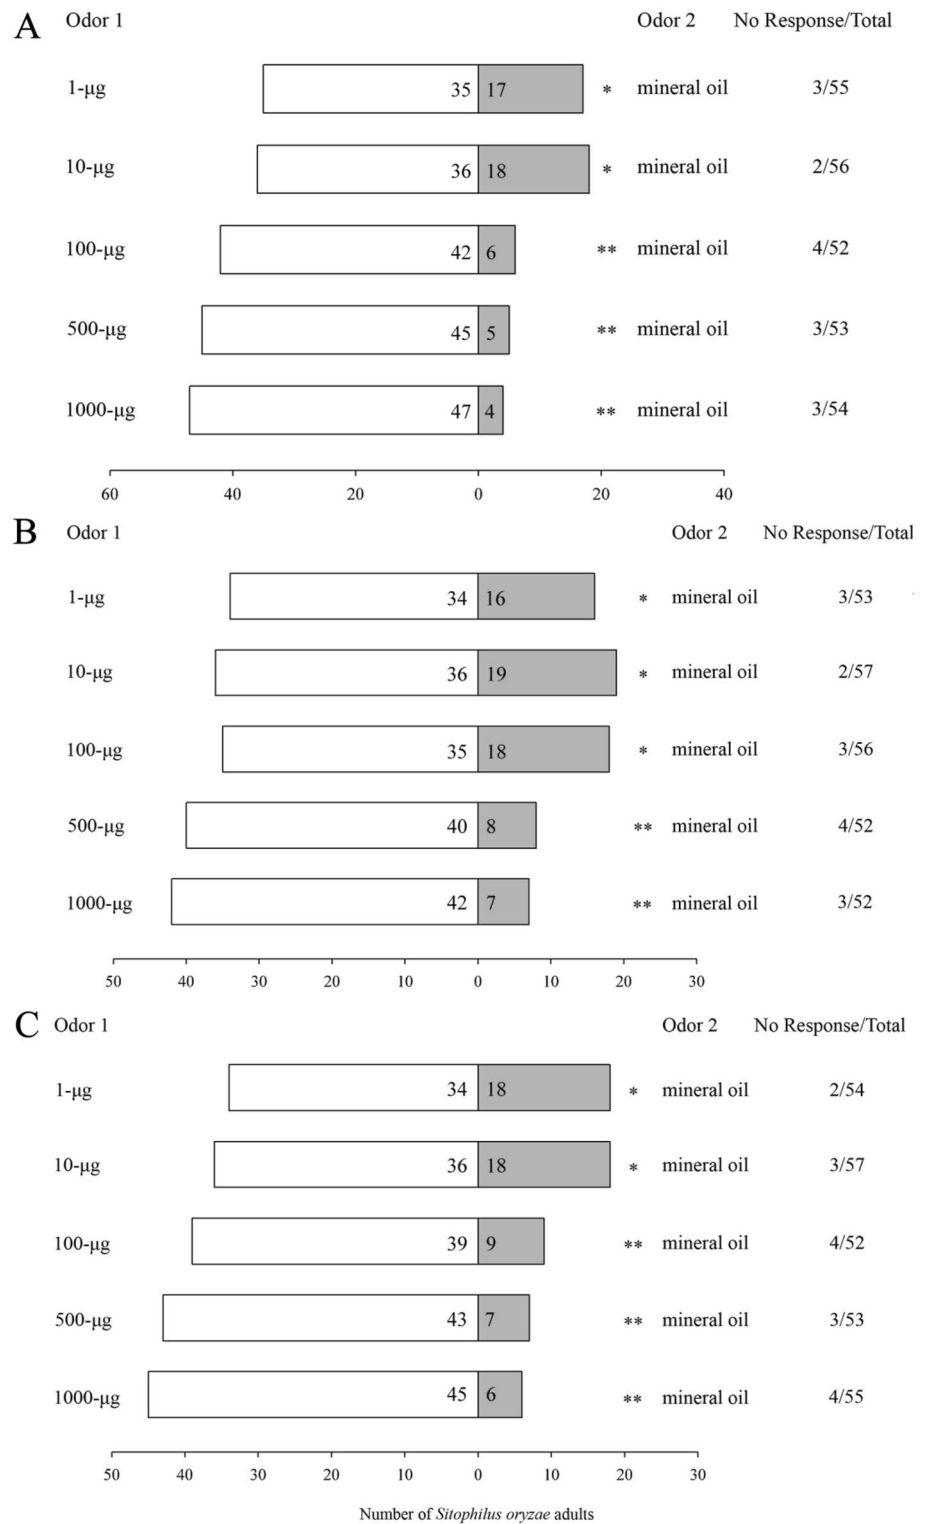 A Odor 1 Odor 2 No Response/Total
1-μg 35 17 * mineral oil 3/55
10-μg 36 18 * mineral oil 2/56
100-μg 42 6 ** mineral oil 4/52
500-μg 45 5 ** mineral oil 3/53
1000-μg 47 4 ** mineral oil 3/54
60 40 20 0 20 40
B Odor 1 Odor 2 No Response/Total
1-μg 34 16 * mineral oil 3/53
10-μg 36 19 * mineral oil 2/57
100-μg 35 18 * mineral oil 3/56
500-μg 40 8 ** mineral oil 4/52
1000-μg 42 7 ** mineral oil 3/52
50 40 30 20 10 0 10 20 30
C Odor 1 Odor 2 No Response/Total
1-μg 34 18 * mineral oil 2/54
10-μg 36 18 * mineral oil 3/57
100-μg 39 9 ** mineral oil 4/52
500-μg 43 7 ** mineral oil 3/53
1000-μg 45 6 ** mineral oil 4/55
50 40 30 20 10 0 10 20 30
Number of Sitophilus oryzae adults